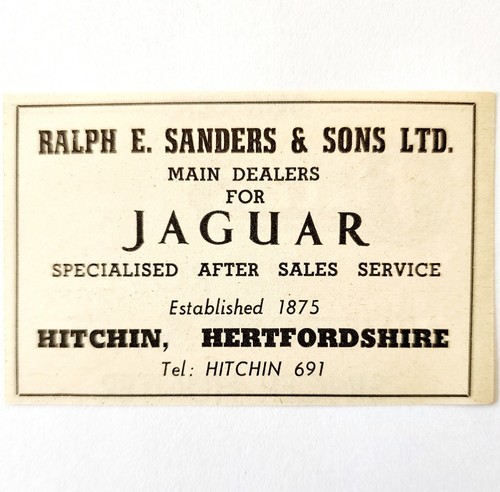 RALPH E. SANDERS & SONS LTD.
MAIN DEALERS
FOR
JAGUAR
SPECIALISED AFTER SALES SERVICE
Established 1875
HITCHIN, HERTFORDSHIRE
Tel: HITCHIN 691